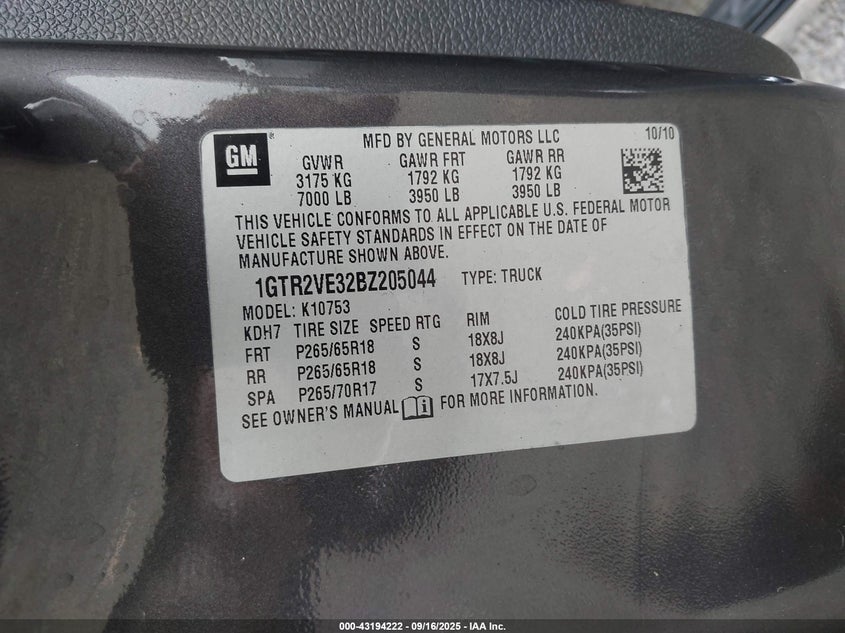 GM
MFD BY GENERAL MOTORS LLC 10/10
GVWR GAWR FRT GAWR RR
3175 KG 1792 KG 1792 KG
7000 LB 3950 LB 3950 LB
THIS VEHICLE CONFORMS TO ALL APPLICABLE U.S. FEDERAL MOTOR
VEHICLE SAFETY STANDARDS IN EFFECT ON THE DATE OF
MANUFACTURE SHOWN ABOVE.
1GTR2VE32BZ205044 TYPE: TRUCK
MODEL: K10753
KDH7 TIRE SIZE SPEED RTG RIM COLD TIRE PRESSURE
FRT P265/65R18 S 18X8J 240KPA(35PSI)
RR P265/65R18 S 18X8J 240KPA(35PSI)
SPA P265/70R17 S 17X7.5J 240KPA(35PSI)
SEE OWNER'S MANUAL FOR MORE INFORMATION.
000-43194222 - 09/16/2025 - IAA Inc.